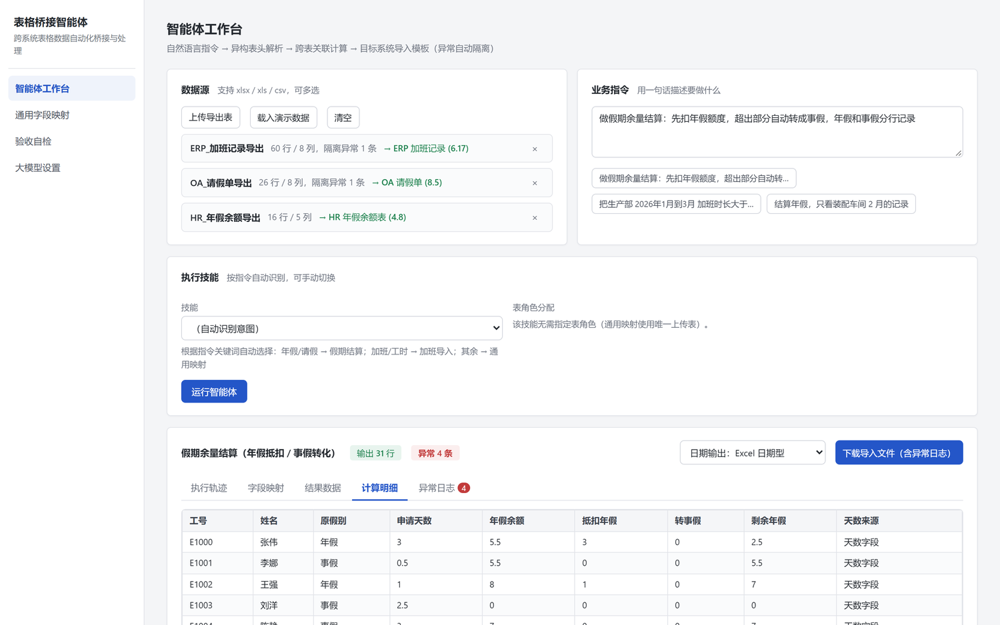 表格桥接智能体
跨系统表格数据自动化桥接与处
理
智能体工作台
通用字段映射
验收自检
大模型设置
智能体工作台
自然语言指令 → 异构表头解析 → 跨表关联计算 → 目标系统导入模板（异常自动隔离）
数据源 支持 xlsx / xls / csv，可多选
上传导出表 载入演示数据 清空
ERP_加班记录导出 60 行 / 8 列，隔离异常 1 条 → ERP 加班记录 (6.17) ×
OA_请假单导出 26 行 / 8 列，隔离异常 1 条 → OA 请假单 (8.5) ×
HR_年假余额导出 16 行 / 5 列 → HR 年假余额表 (4.8) ×
业务指令 用一句话描述要做什么
做假期余量结算：先扣年假额度，超出部分自动转成事假，年假和事假分行记录
做假期余量结算：先扣年假额度，超出部分自动转...
把生产部 2026年1月到3月 加班时长大于... 结算年假，只看装配车间 2 月的记录
执行技能 按指令自动识别，可手动切换
技能
（自动识别意图）
根据指令关键词自动选择：年假/请假 → 假期结算；加班/工时 → 加班导入；其余 → 通
用映射
表角色分配
该技能无需指定表角色（通用映射使用唯一上传表）。
运行智能体
假期余量结算（年假抵扣 / 事假转化） 输出 31 行 异常 4 条 日期输出：Excel 日期型 下载导入文件（含异常日志）
执行轨迹 字段映射 结果数据 计算明细 异常日志 4
工号 姓名 原假别 申请天数 年假余额 抵扣年假 转事假 剩余年假 天数来源
E1000 张伟 年假 3 5.5 3 0 2.5 天数字段
E1001 李娜 事假 0.5 5.5 0 0 5.5 天数字段
E1002 王强 年假 1 8 1 0 7 天数字段
E1003 刘洋 事假 2.5 0 0 0 0 天数字段